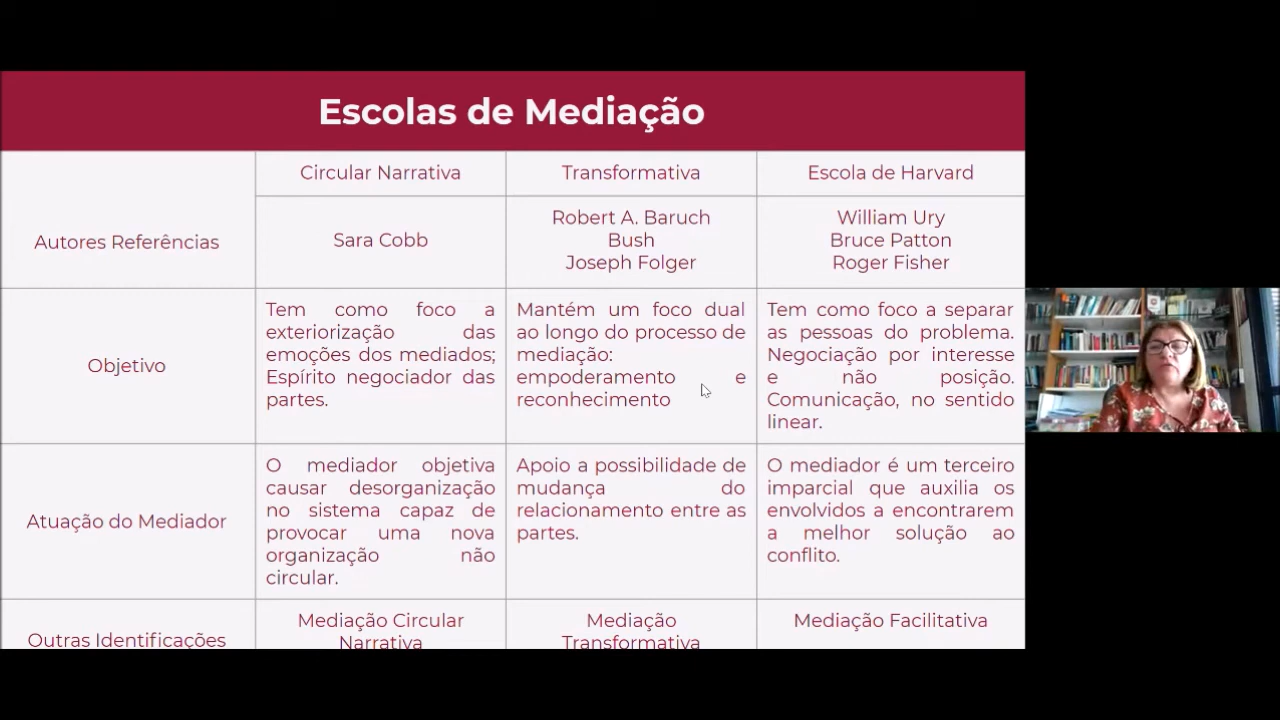 Escolas de Mediação
Circular Narrativa
Transformativa
Escola de Harvard
Autores Referências
Sara Cobb
Robert A. Baruch
Bush
Joseph Folger
William Ury
Bruce Patton
Roger Fisher
Objetivo
Tem como foco a
exteriorização das
emoções dos mediados;
Espírito negociador das
partes.
Mantém um foco dual
ao longo do processo de
mediação:
empoderamento e
reconhecimento
Tem como foco a separar
as pessoas do problema.
Negociação por interesse
e não posição.
Comunicação, no sentido
linear.
Atuação do Mediador
O mediador objetiva
causar desorganização
no sistema capaz de
provocar uma nova
organização não
circular.
Apoio a possibilidade de
mudança do
relacionamento entre as
partes.
O mediador é um terceiro
imparcial que auxilia os
envolvidos a encontrarem
a melhor solução ao
conflito.
Outras Identificações
Mediação Circular
Narrativa
Mediação
Transformativa
Mediação Facilitativa